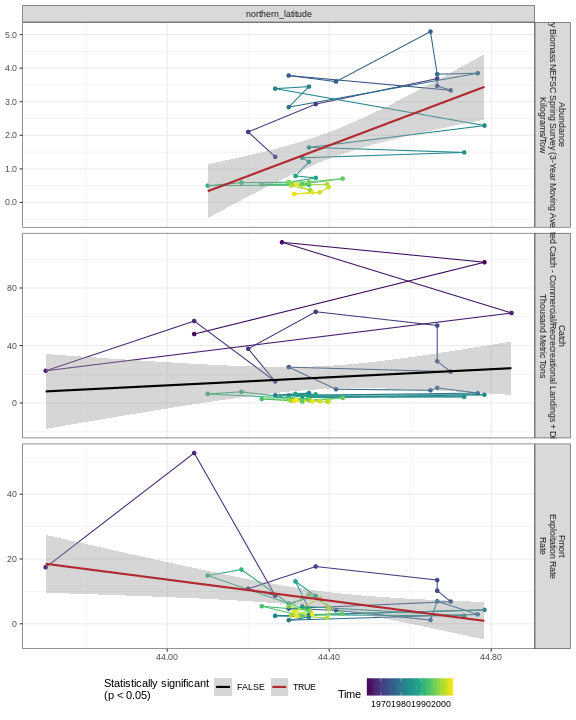 northern_latitude
5.0
4.0
3.0
2.0
1.0
0.0
Abundance
y Biomass NEFSC Spring Survey (3-Year Moving Ave
Kilograms/tow
80
40
0
Catch
ted Catch - Commercial/Recreational Landings + Di
Thousand Metric Tons
40
20
0
Fmort
Exploitation Rate
Rate
44.00
44.40
44.80
Statistically significant
(p < 0.05)
FALSE
TRUE
Time
1970198019902000